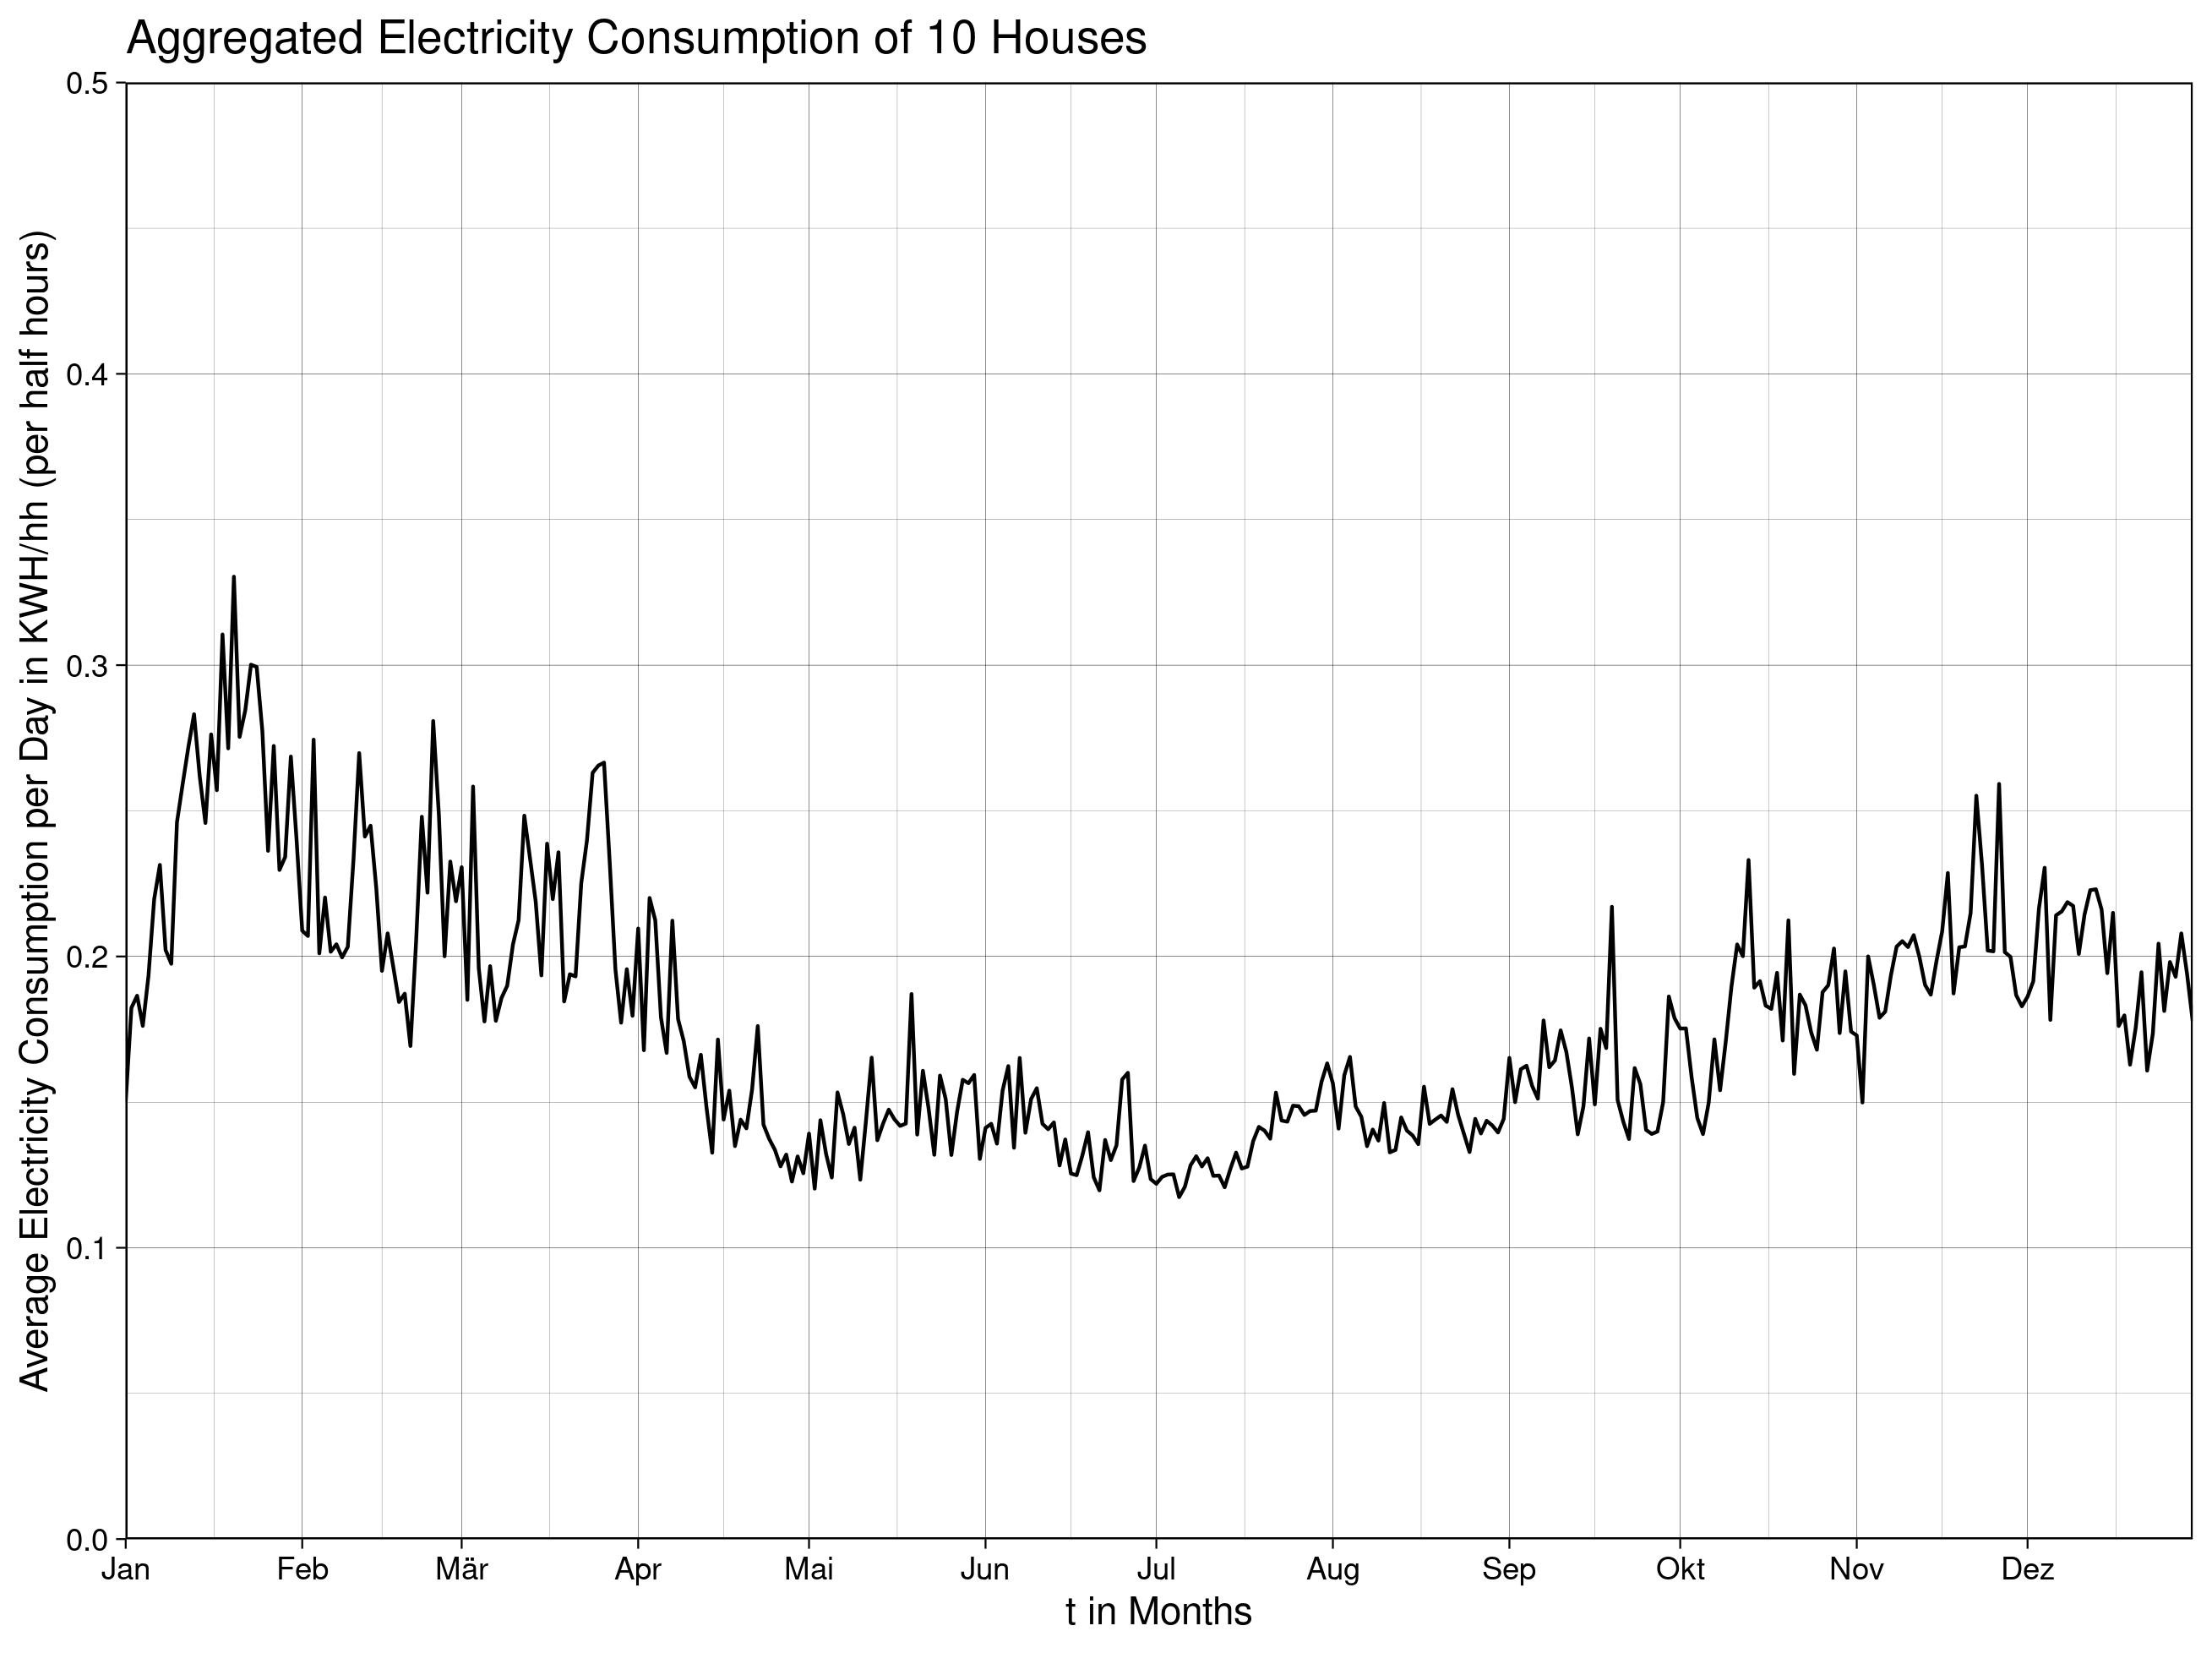 Aggregated Electricity Consumption of 10 Houses
Average Electricity Consumption per Day in KWH/hh (per half hours)
0.5
0.4
0.3
0.2
0.1
0.0
Jan Feb Mär Apr Mai Jun Jul Aug Sep Okt Nov Dez
t in Months